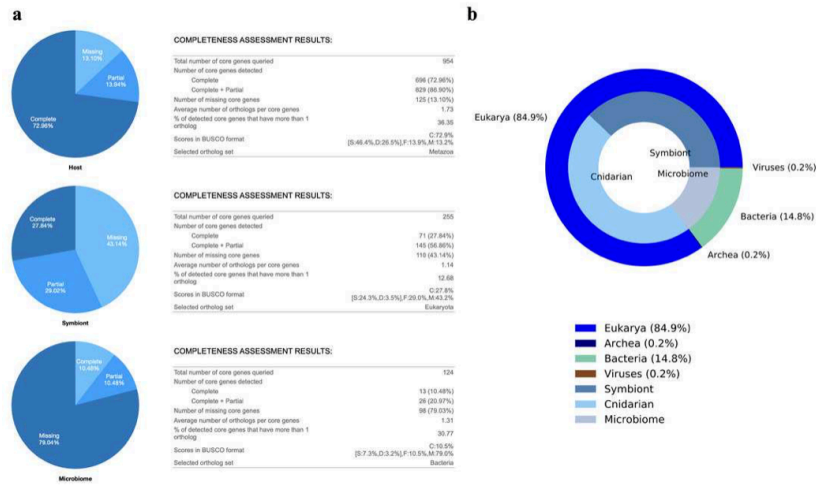 a
Missing
13.10%
Partial
13.94%
Complete
72.96%
Host
COMPLETENESS ASSESSMENT RESULTS:
Total number of core genes queried 954
Number of core genes detected
Complete 696 (72.96%)
Complete + Partial 829 (86.90%)
Number of missing core genes 125 (13.10%)
Average number of orthologs per core genes 1.73
% of detected core genes that have more than 1
ortholog 36.35
Scores in BUSCO format C:72.9%
[S:46.4%,D:26.5%],F:13.9%,M:13.2%
Selected ortholog set Metazoa
Complete
27.84%
Missing
43.14%
Partial
29.02%
Symbiont
COMPLETENESS ASSESSMENT RESULTS:
Total number of core genes queried 255
Number of core genes detected
Complete 71 (27.84%)
Complete + Partial 145 (56.86%)
Number of missing core genes 110 (43.14%)
Average number of orthologs per core genes 1.14
% of detected core genes that have more than 1
ortholog 12.68
Scores in BUSCO format C:27.8%
[S:24.3%,D:3.5%],F:29.0%,M:43.2%
Selected ortholog set Eukaryota
Complete
10.48%
Partial
10.48%
Missing
79.04%
Microbiome
COMPLETENESS ASSESSMENT RESULTS:
Total number of core genes queried 124
Number of core genes detected
Complete 13 (10.48%)
Complete + Partial 26 (20.97%)
Number of missing core genes 98 (79.03%)
Average number of orthologs per core genes 1.31
% of detected core genes that have more than 1
ortholog 30.77
Scores in BUSCO format C:10.5%
[S:7.3%,D:3.2%],F:10.5%,M:79.0%
Selected ortholog set Bacteria
b
Eukarya (84.9%)
Symbiont
Cnidarian
Microbiome
Viruses (0.2%)
Bacteria (14.8%)
Archea (0.2%)
Eukarya (84.9%)
Archea (0.2%)
Bacteria (14.8%)
Viruses (0.2%)
Symbiont
Cnidarian
Microbiome